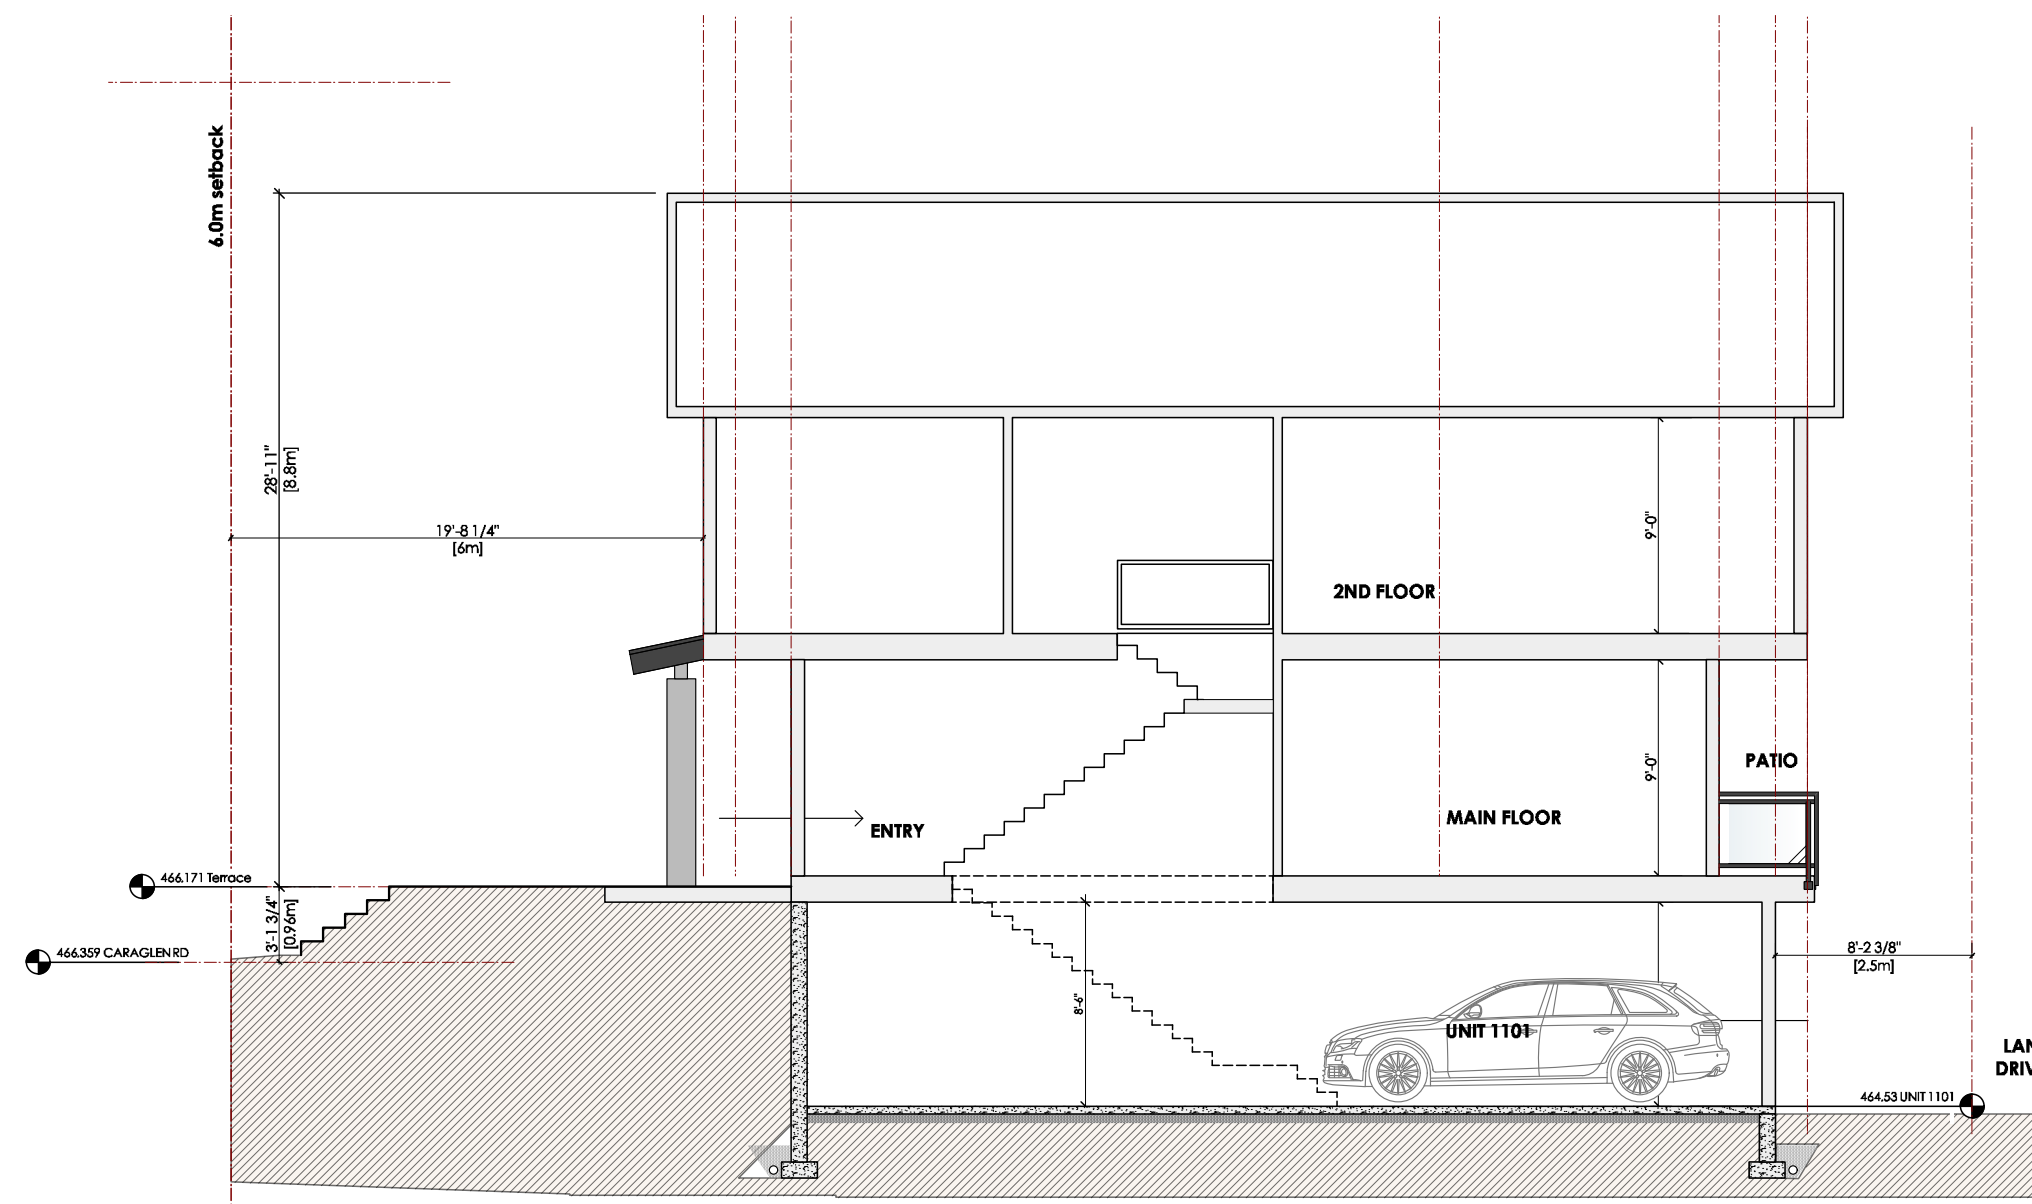 6.0m setback
28'-11"
[8.8m]
19'-8 1/4"
[6m]
9'-0"
2ND FLOOR
9'-0"
PATIO
MAIN FLOOR
ENTRY
466.171 Terrace
3'-1 3/4"
[0.96m]
466.359 CARAGLEN RD
8'-2 3/8"
[2.5m]
8'-6"
UNIT 1101
LAN
DRIV
464.53 UNIT 1101